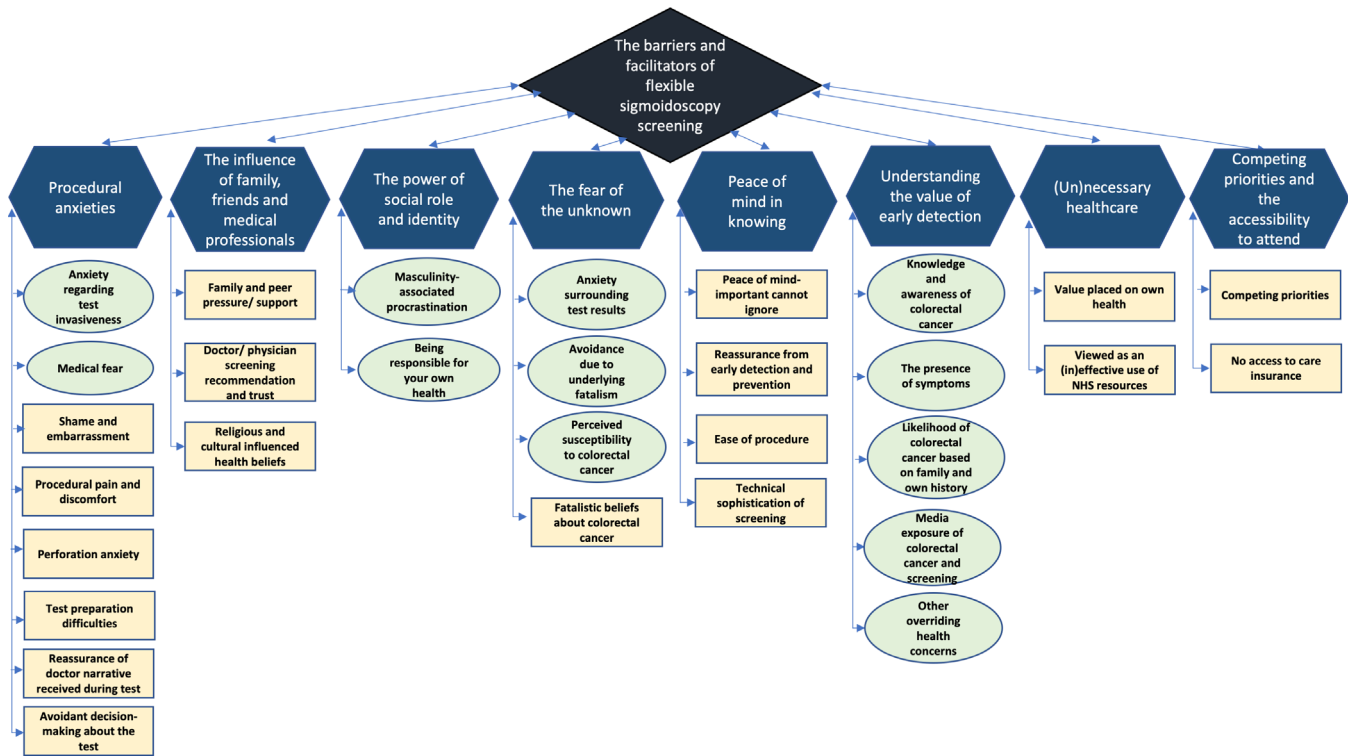 The barriers and
facilitators of
flexible
sigmoidoscopy
screening
Procedural
anxieties
The influence
of family,
friends and
medical
professionals
The power of
social role
and identity
The fear of
the unknown
Peace of
mind in
knowing
Understanding
the value of
early detection
(Un)necessary
healthcare
Competing
priorities and
the
accessibility
to attend
Anxiety
regarding
test
invasiveness
Medical fear
Shame and
embarrassment
Procedural pain and
discomfort
Perforation anxiety
Test preparation
difficulties
Reassurance of
doctor narrative
received during test
Avoidant decision-
making about the
test
Family and peer
pressure/ support
Doctor/ physician
screening
recommendation
and trust
Religious and
cultural influenced
health beliefs
Masculinity-
associated
procrastination
Being
responsible for
your own
health
Anxiety
surrounding
test results
Avoidance
due to
underlying
fatalism
Perceived
susceptibility
to colorectal
cancer
Fatalistic beliefs
about colorectal
cancer
Peace of mind-
important cannot
ignore
Reassurance from
early detection and
prevention
Ease of procedure
Technical
sophistication of
screening
Knowledge
and
awareness of
colorectal
cancer
The presence
of symptoms
Likelihood of
colorectal
cancer based
on family and
own history
Media
exposure of
colorectal
cancer and
screening
Other
overriding
health
concerns
Value placed on own
health
Viewed as an
(in)effective use of
NHS resources
Competing priorities
No access to care
insurance